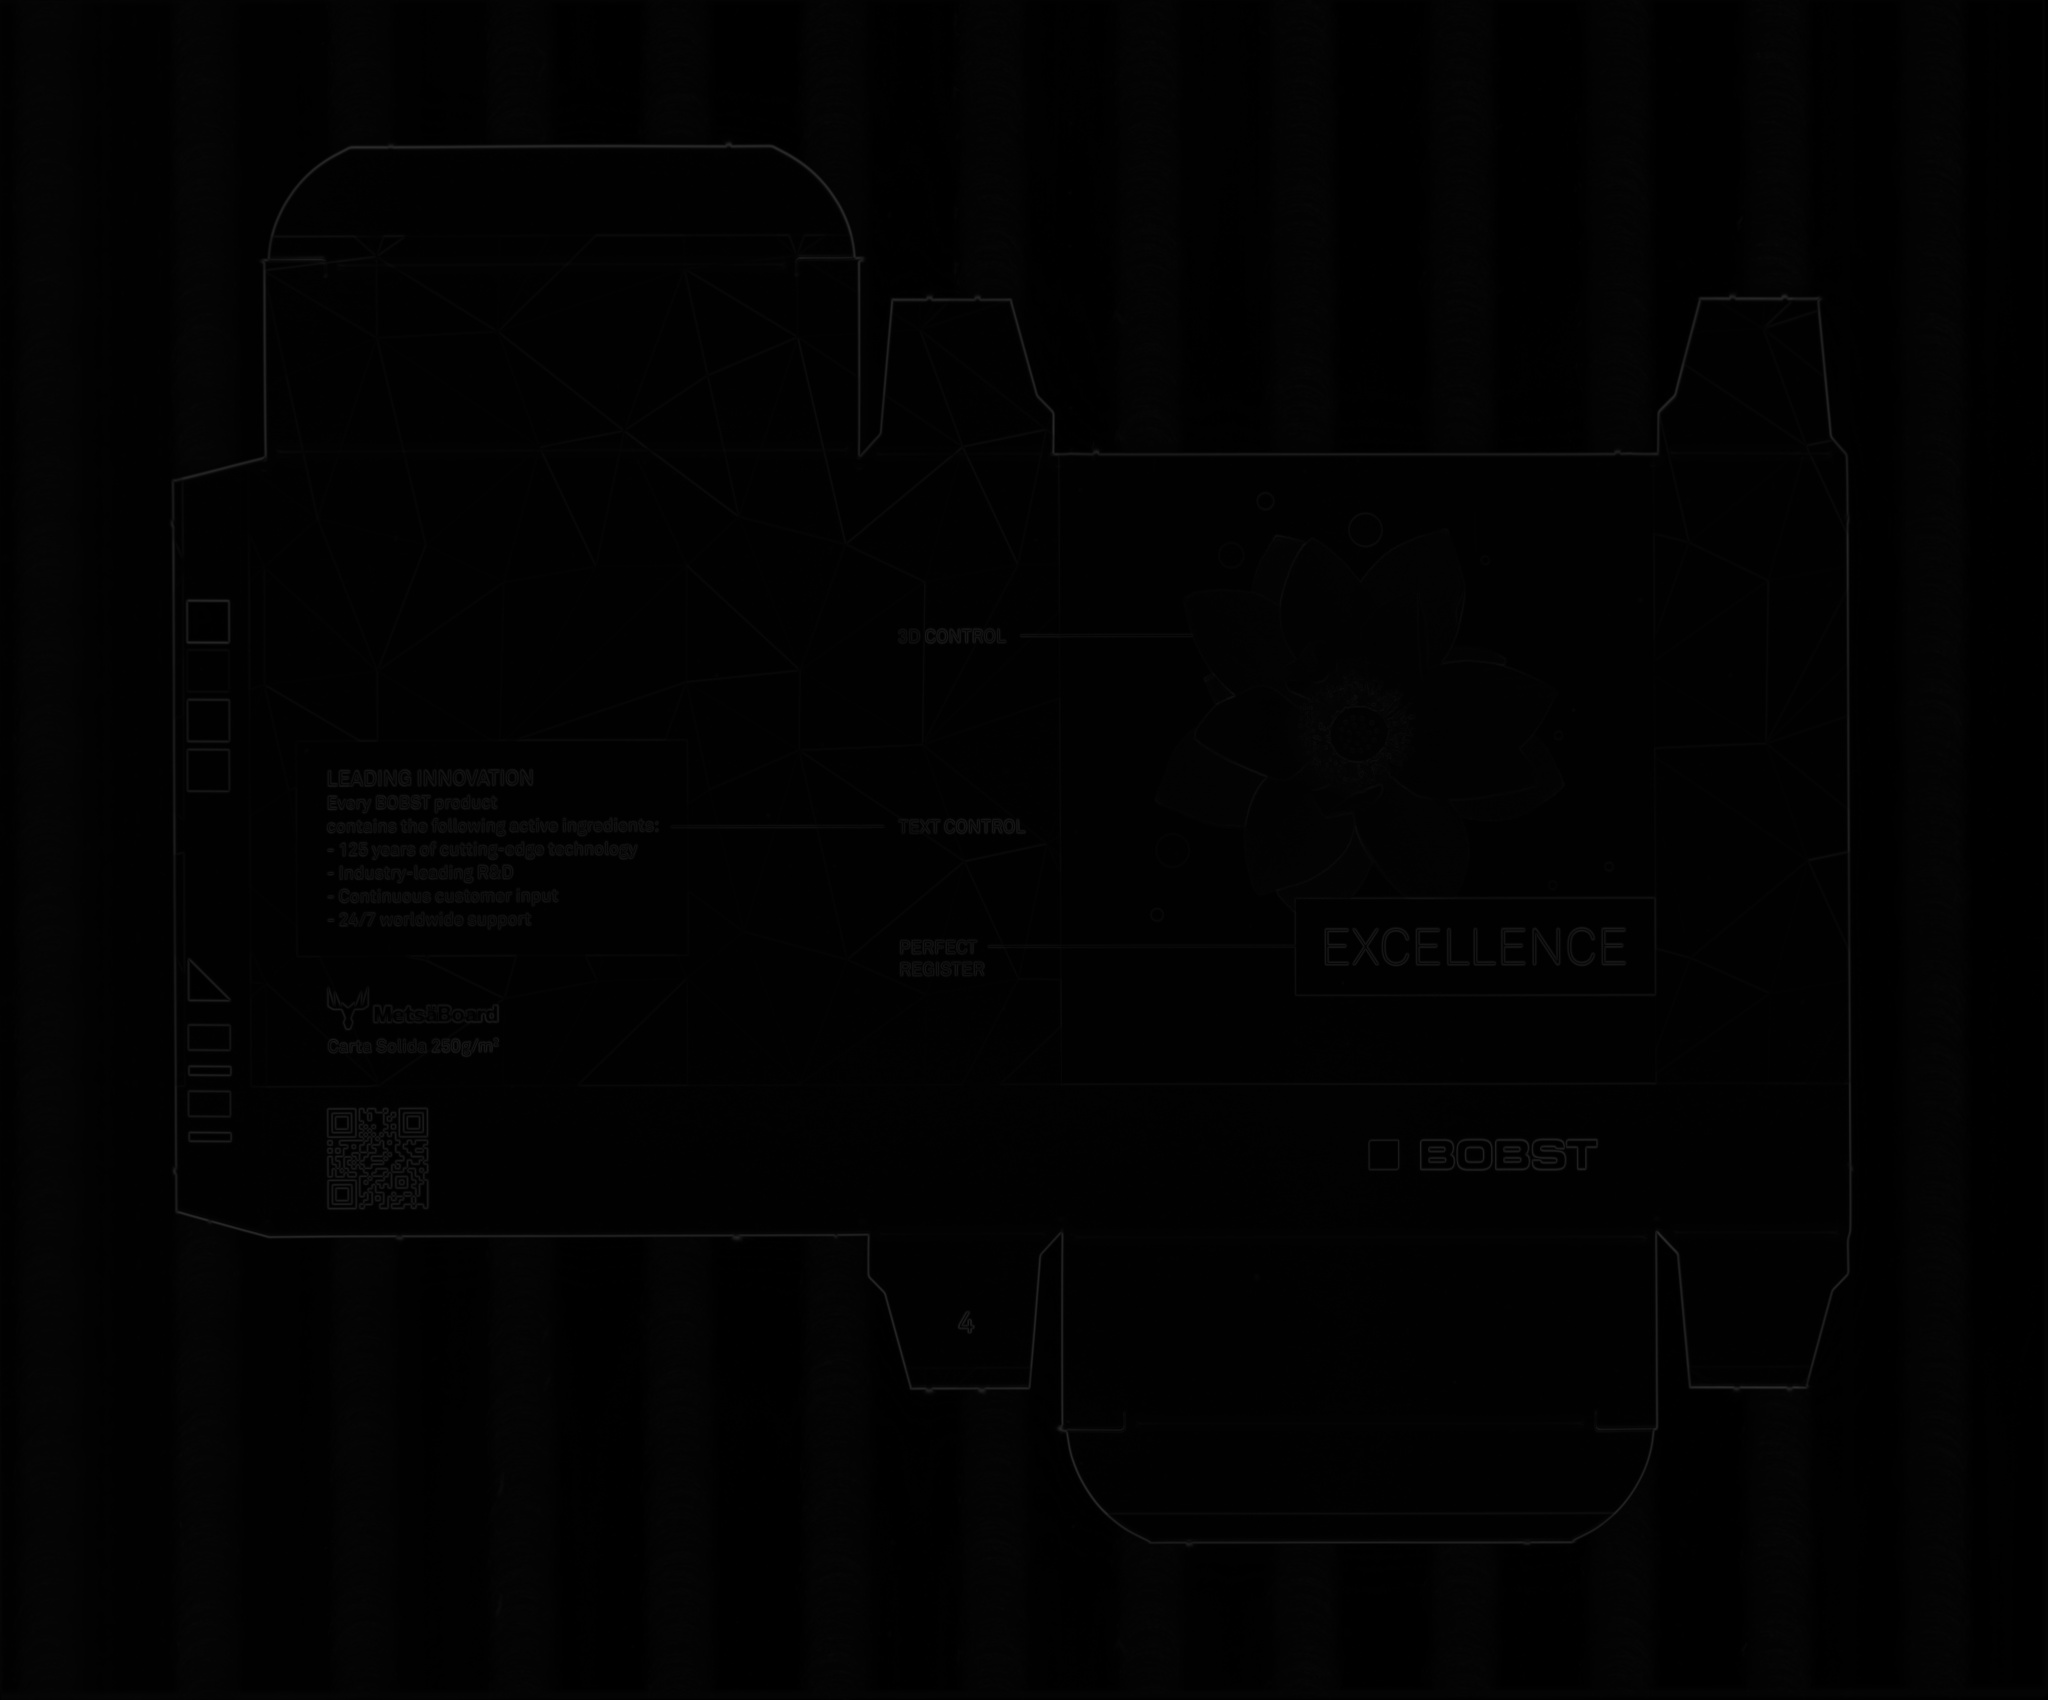 3D CONTROL
LEADING INNOVATION
Every BOBST product
contains the following active ingredients:
- 125 years of cutting-edge technology
- Industry-leading R&D
- Continuous customer input
- 24/7 worldwide support
TEXT CONTROL
PERFECT
REGISTER
EXCELLENCE
MetsäBoard
Carta Solida 250g/m²
BOBST
4